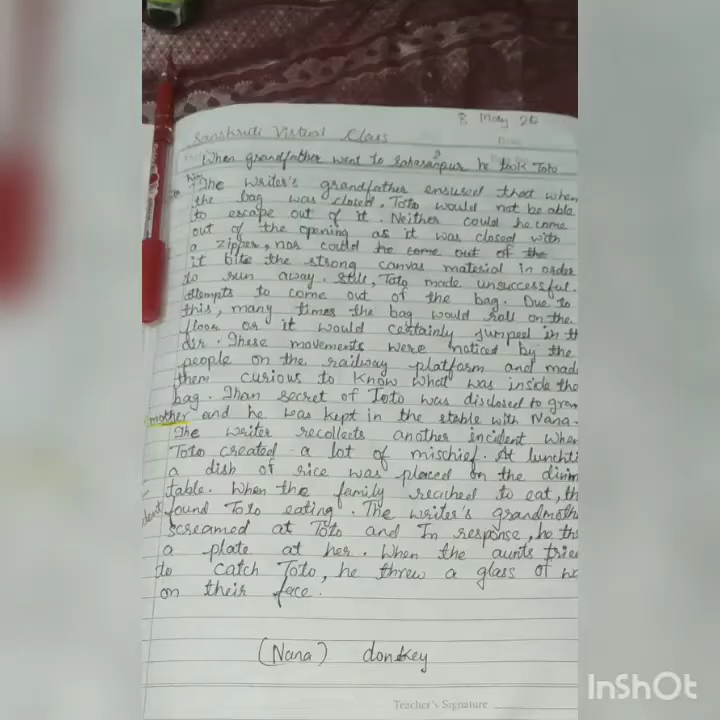 8 May 20
Sanskruti Virtual Class
When grandfather went to Saharanpur he took Toto
The writer's grandfather ensused that when
the bag was closed. Toto would not be able
to escape out of it. Neither could he come
out of the opening as it was closed with
a zipper, nor could he come out of the
it bite the strong canvas material in order
to run away. Still, Toto made unsuccessful.
attempts to come out of the bag. Due to
this, many times the bag would roll on the
floor or it would certainly jumped in th
air. These movements were noticed by the
people on the railway platform and made
them curious to know what was inside the
bag. Than secret of Toto was disclosed to gran
mother and he was kept in the stable with Nana.
The writer recollects another incident when
Toto created a lot of mischief. At luncht
a dish of rice was placed on the
table. When the family reached to eat, th
found Toto eating. The writer's grandmoth
screamed at Toto and In response, he th
a plate at her. When the aunts trie
to catch Toto, he threw a glass of
on their face.
(Nana) donkey
Teacher's Signature
InShOt